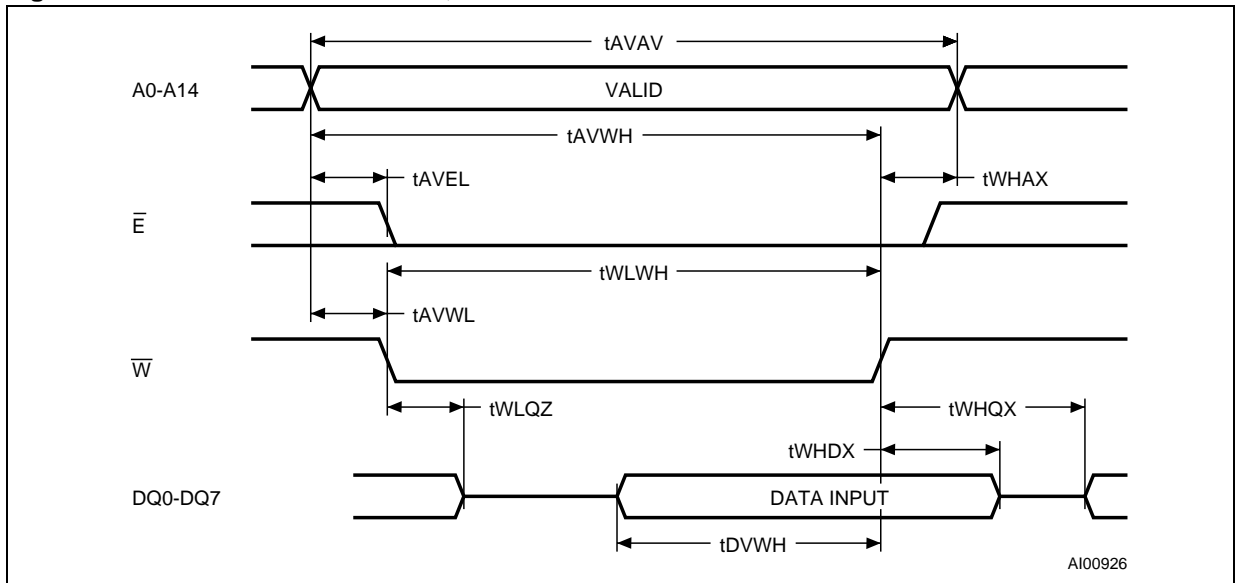 tAVAV
A0-A14
VALID
tAVWH
tAVEL
tWHAX
E̅
tWLWH
tAVWL
W̅
tWLQZ
tWHQX
tWHDX
DQ0-DQ7
DATA INPUT
tDVWH
AI00926